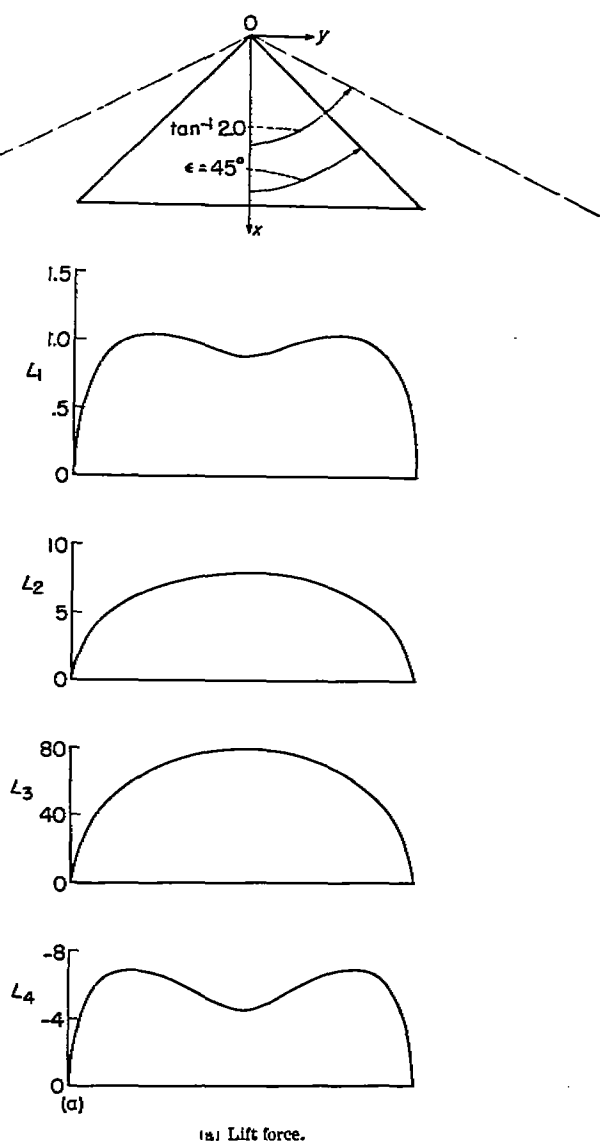 O
y
tan⁻¹ 2.0
ϵ = 45°
x
1.5
1.0
L₁
.5
0
10
L₂
5
0
80
L₃
40
0
-8
L₄
-4
0
(a)
(a) Lift force.